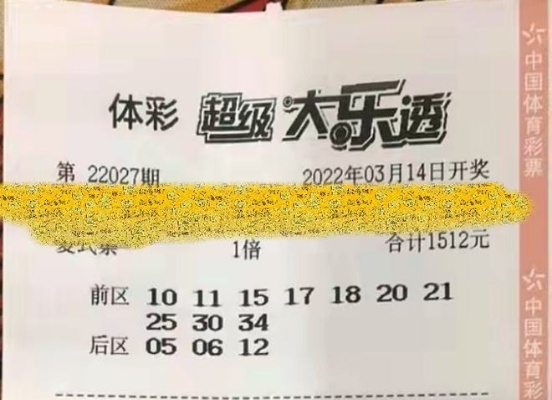 体彩 超级大乐透
第 22027期 2022年03月14日开奖
复式票 1倍 合计1512元
前区 10 11 15 17 18 20 21
25 30 34
后区 05 06 12
中国体育彩票
中国体育彩